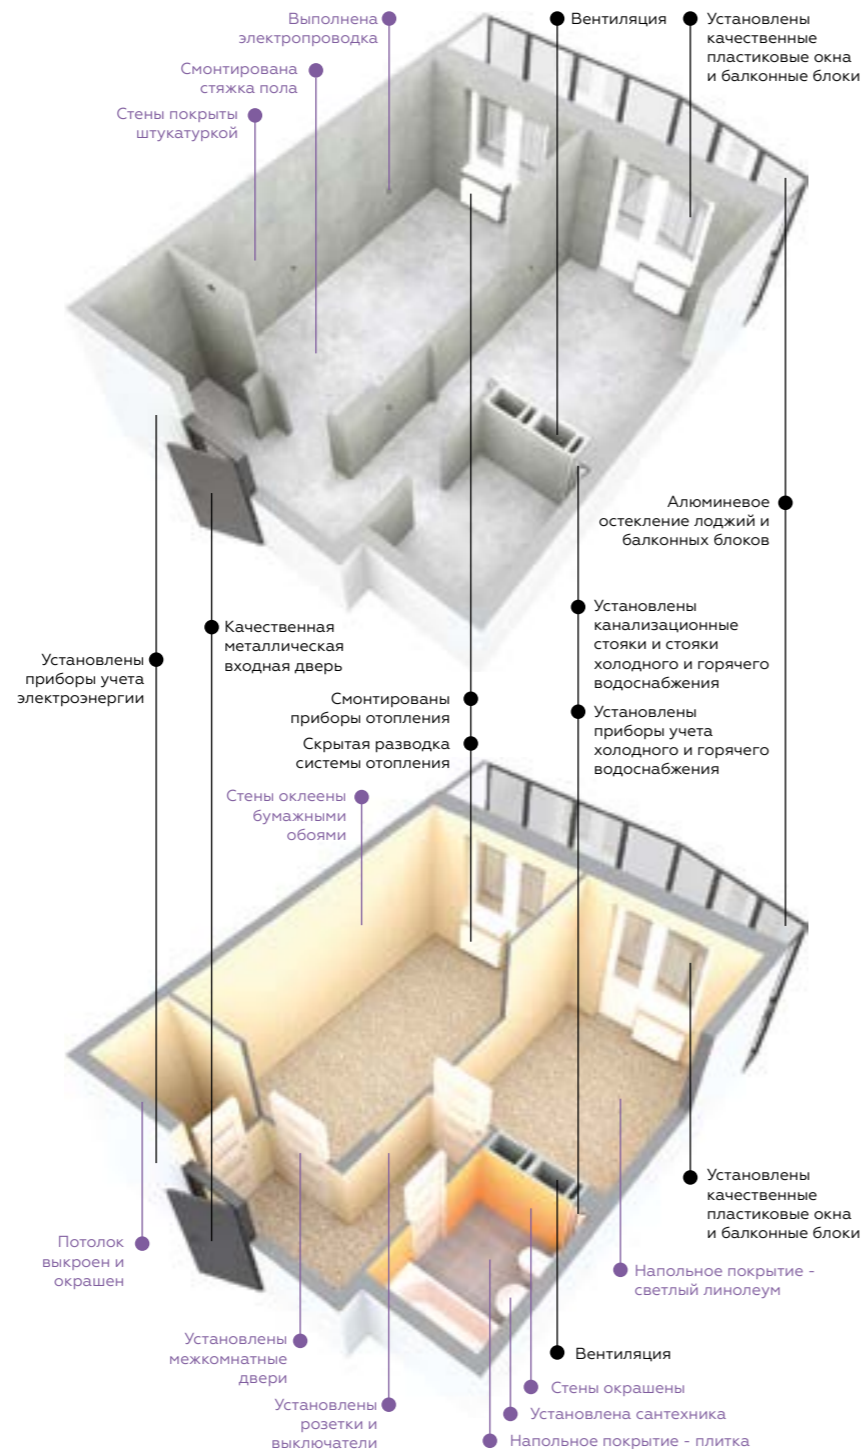 Выполнена
электропроводка
Вентиляция
Установлены
качественные
пластиковые окна
и балконные блоки
Смонтирована
стяжка пола
Стены покрыты
штукатуркой
Алюминевое
остекление лоджий и
балконных блоков
Установлены
канализационные
стояки и стояки
холодного и горячего
водоснабжения
Качественная
металлическая
входная дверь
Установлены
приборы учета
электроэнергии
Смонтированы
приборы отопления
Установлены
приборы учета
холодного и горячего
водоснабжения
Скрытая разводка
системы отопления
Стены оклеены
бумажными
обоями
Установлены
качественные
пластиковые окна
и балконные блоки
Потолок
выкроен и
окрашен
Напольное покрытие -
светлый линолеум
Установлены
межкомнатные
двери
Вентиляция
Стены окрашены
Установлены
розетки и
выключатели
Установлена сантехника
Напольное покрытие - плитка